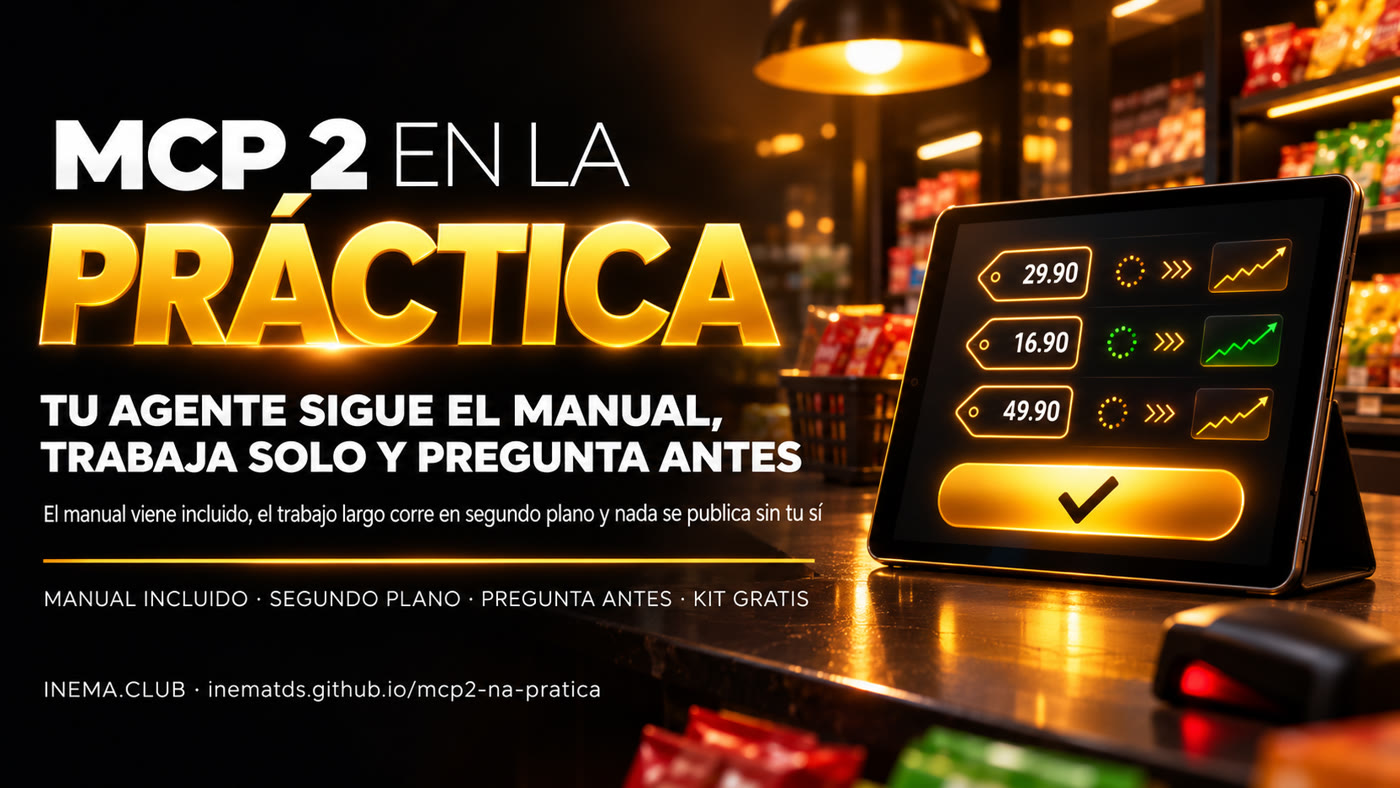 MCP 2 EN LA
PRÁCTICA
TU AGENTE SIGUE EL MANUAL,
TRABAJA SOLO Y PREGUNTA ANTES
El manual viene incluido, el trabajo largo corre en segundo plano y nada se publica sin tu sí
MANUAL INCLUIDO · SEGUNDO PLANO · PREGUNTA ANTES · KIT GRATIS
INEMA.CLUB · inematds.github.io/mcp2-na-pratica
29.90
16.90
49.90